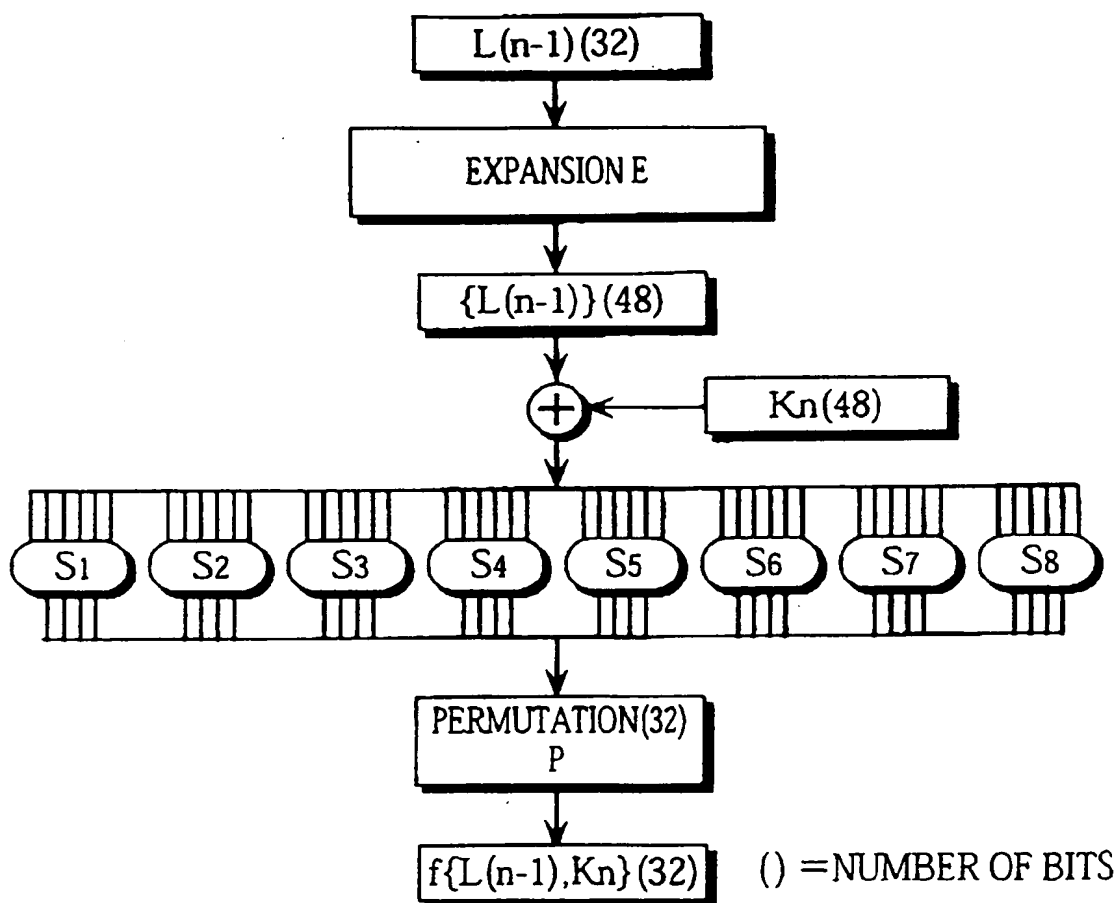 L(n-1)(32)
EXPANSION E
{L(n-1)}(48)
+
Kn(48)
S1 S2 S3 S4 S5 S6 S7 S8
PERMUTATION(32)
P
f{L(n-1),Kn}(32)
() =NUMBER OF BITS